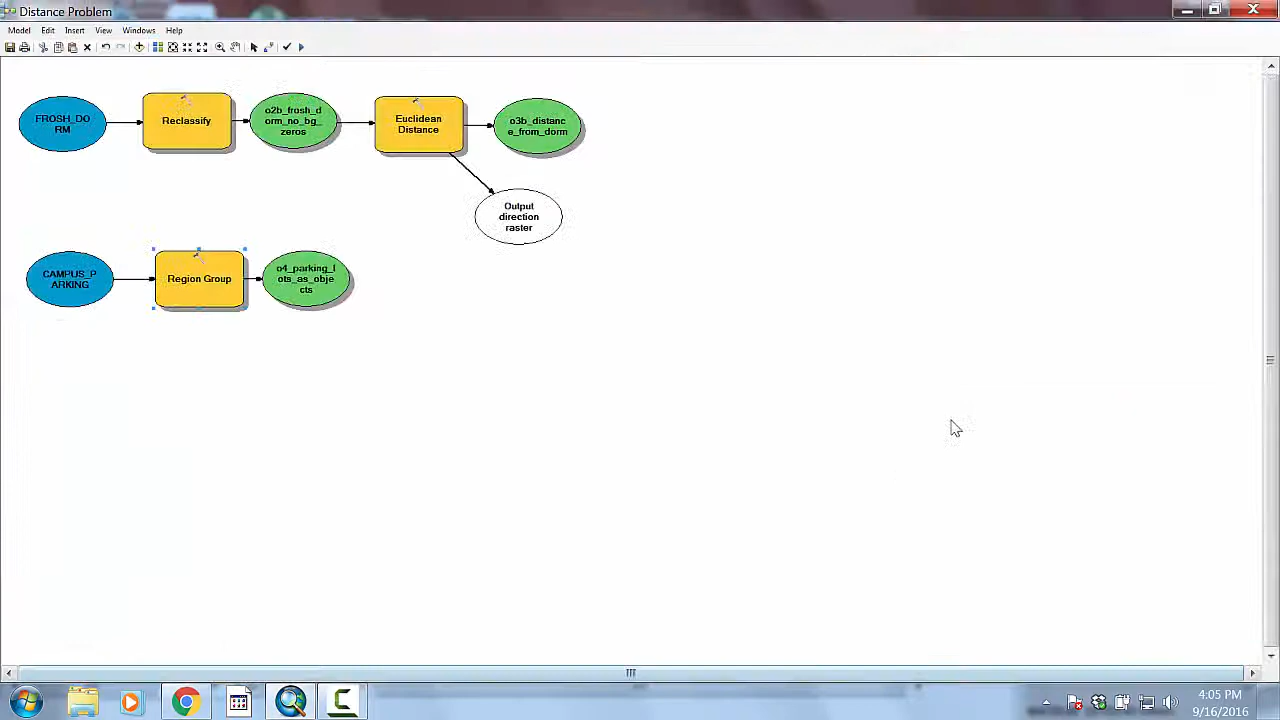 Distance Problem
Model Edit Insert View Windows Help
FROSH_DO
RM
Reclassify
o2b_frosh_d
orm_no_bg_
zeros
Euclidean
Distance
o3b_distanc
e_from_dorm
Output
direction
raster
CAMPUS_P
ARKING
Region Group
o4_parking_l
ots_as_obje
cts
4:05 PM
9/16/2016